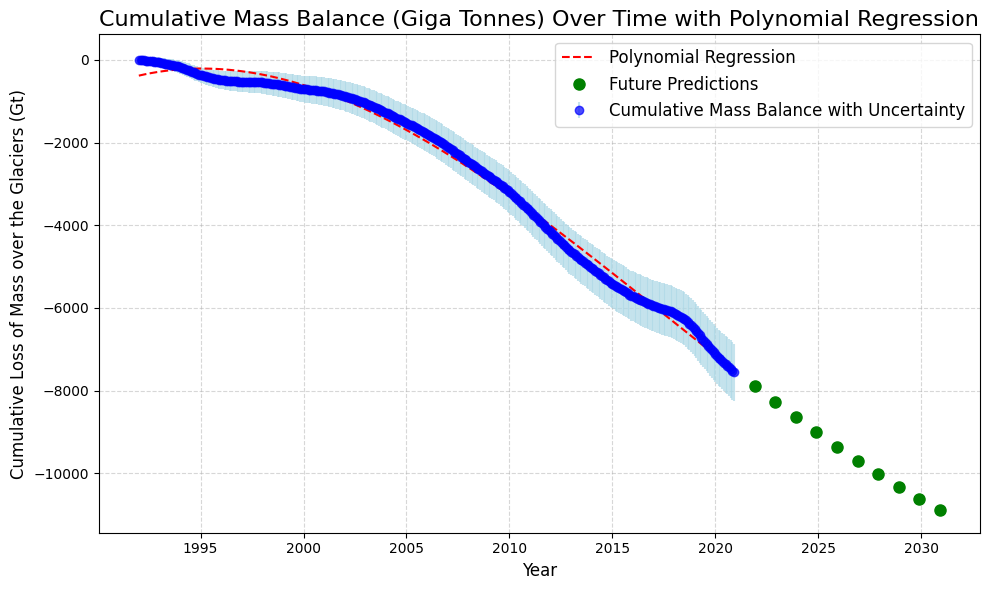 Cumulative Mass Balance (Giga Tonnes) Over Time with Polynomial Regression
Cumulative Loss of Mass over the Glaciers (Gt)
0
−2000
−4000
−6000
−8000
−10000
Polynomial Regression
Future Predictions
Cumulative Mass Balance with Uncertainty
1995
2000
2005
2010
2015
2020
2025
2030
Year